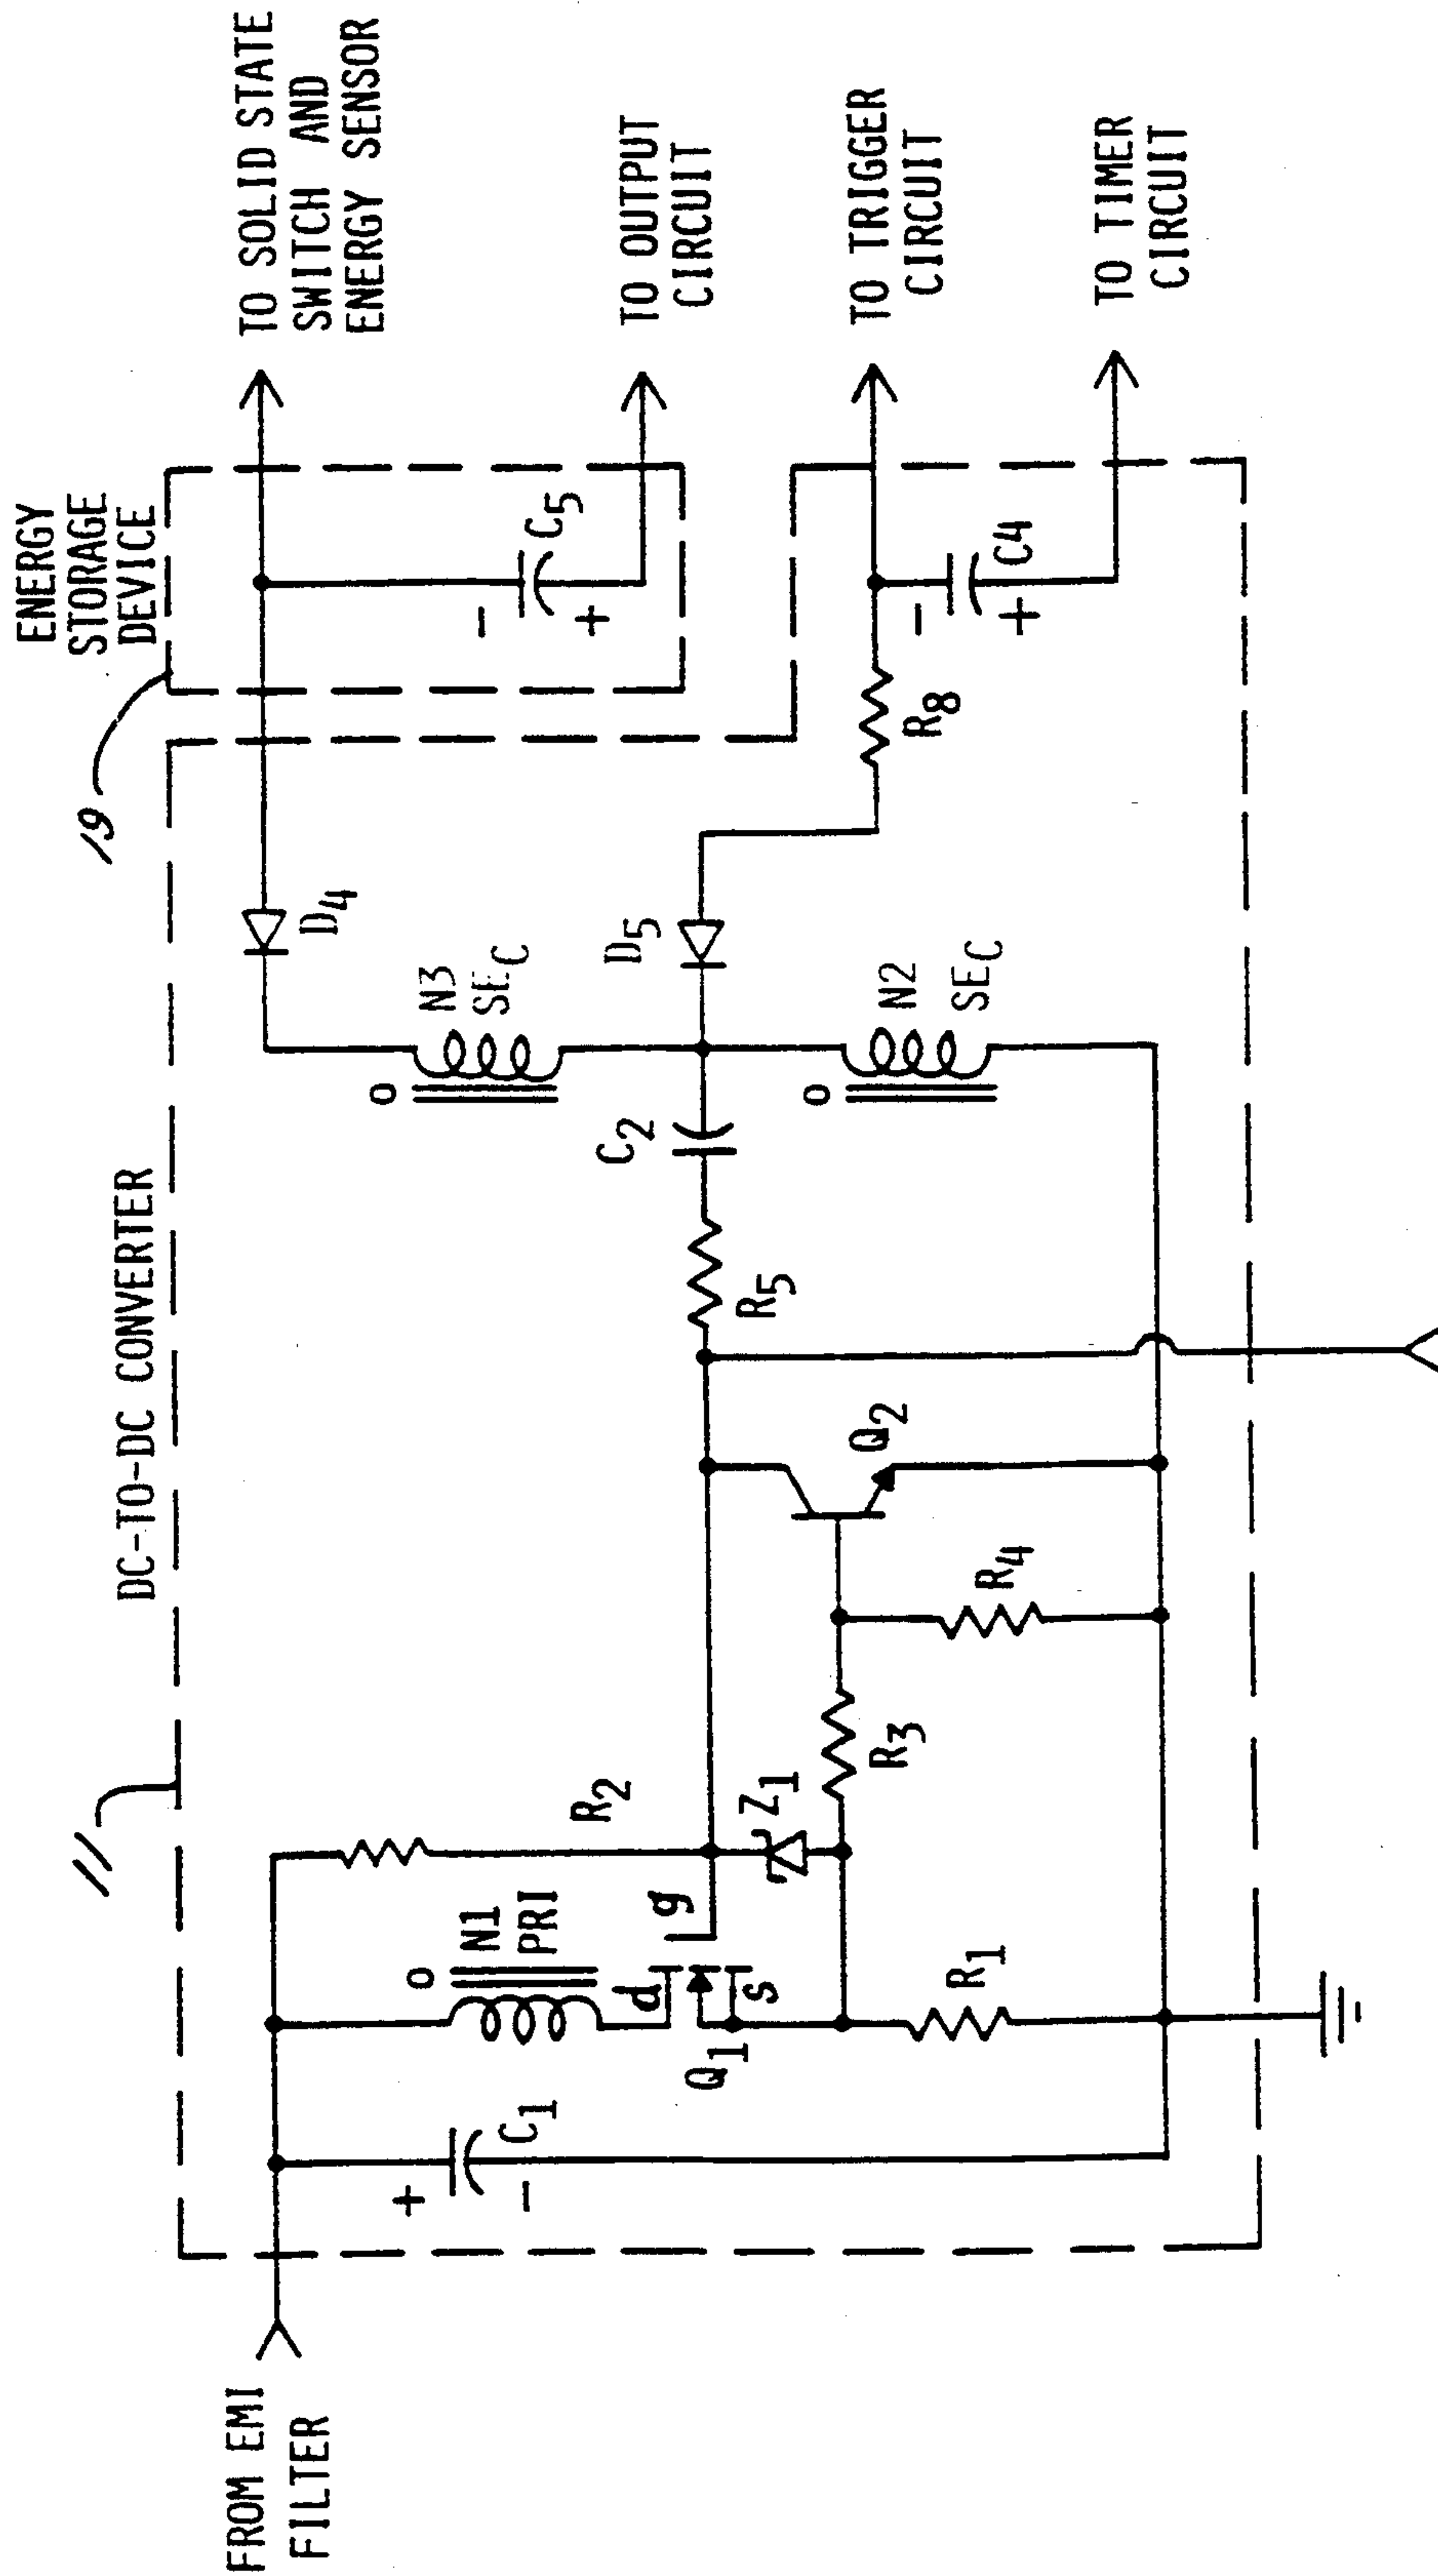 ENERGY
STORAGE
DEVICE
19
TO SOLID STATE
SWITCH AND
ENERGY SENSOR
TO OUTPUT
CIRCUIT
TO TRIGGER
CIRCUIT
TO TIMER
CIRCUIT
DC-TO-DC CONVERTER
11
FROM EMI
FILTER
+
-
C1
o
N1
PRI
d
g
s
Q1
R1
R2
Z1
R3
R4
Q2
R5
C2
o
N3
SEC
o
N2
SEC
D4
D5
R8
-
+
C5
-
+
C4